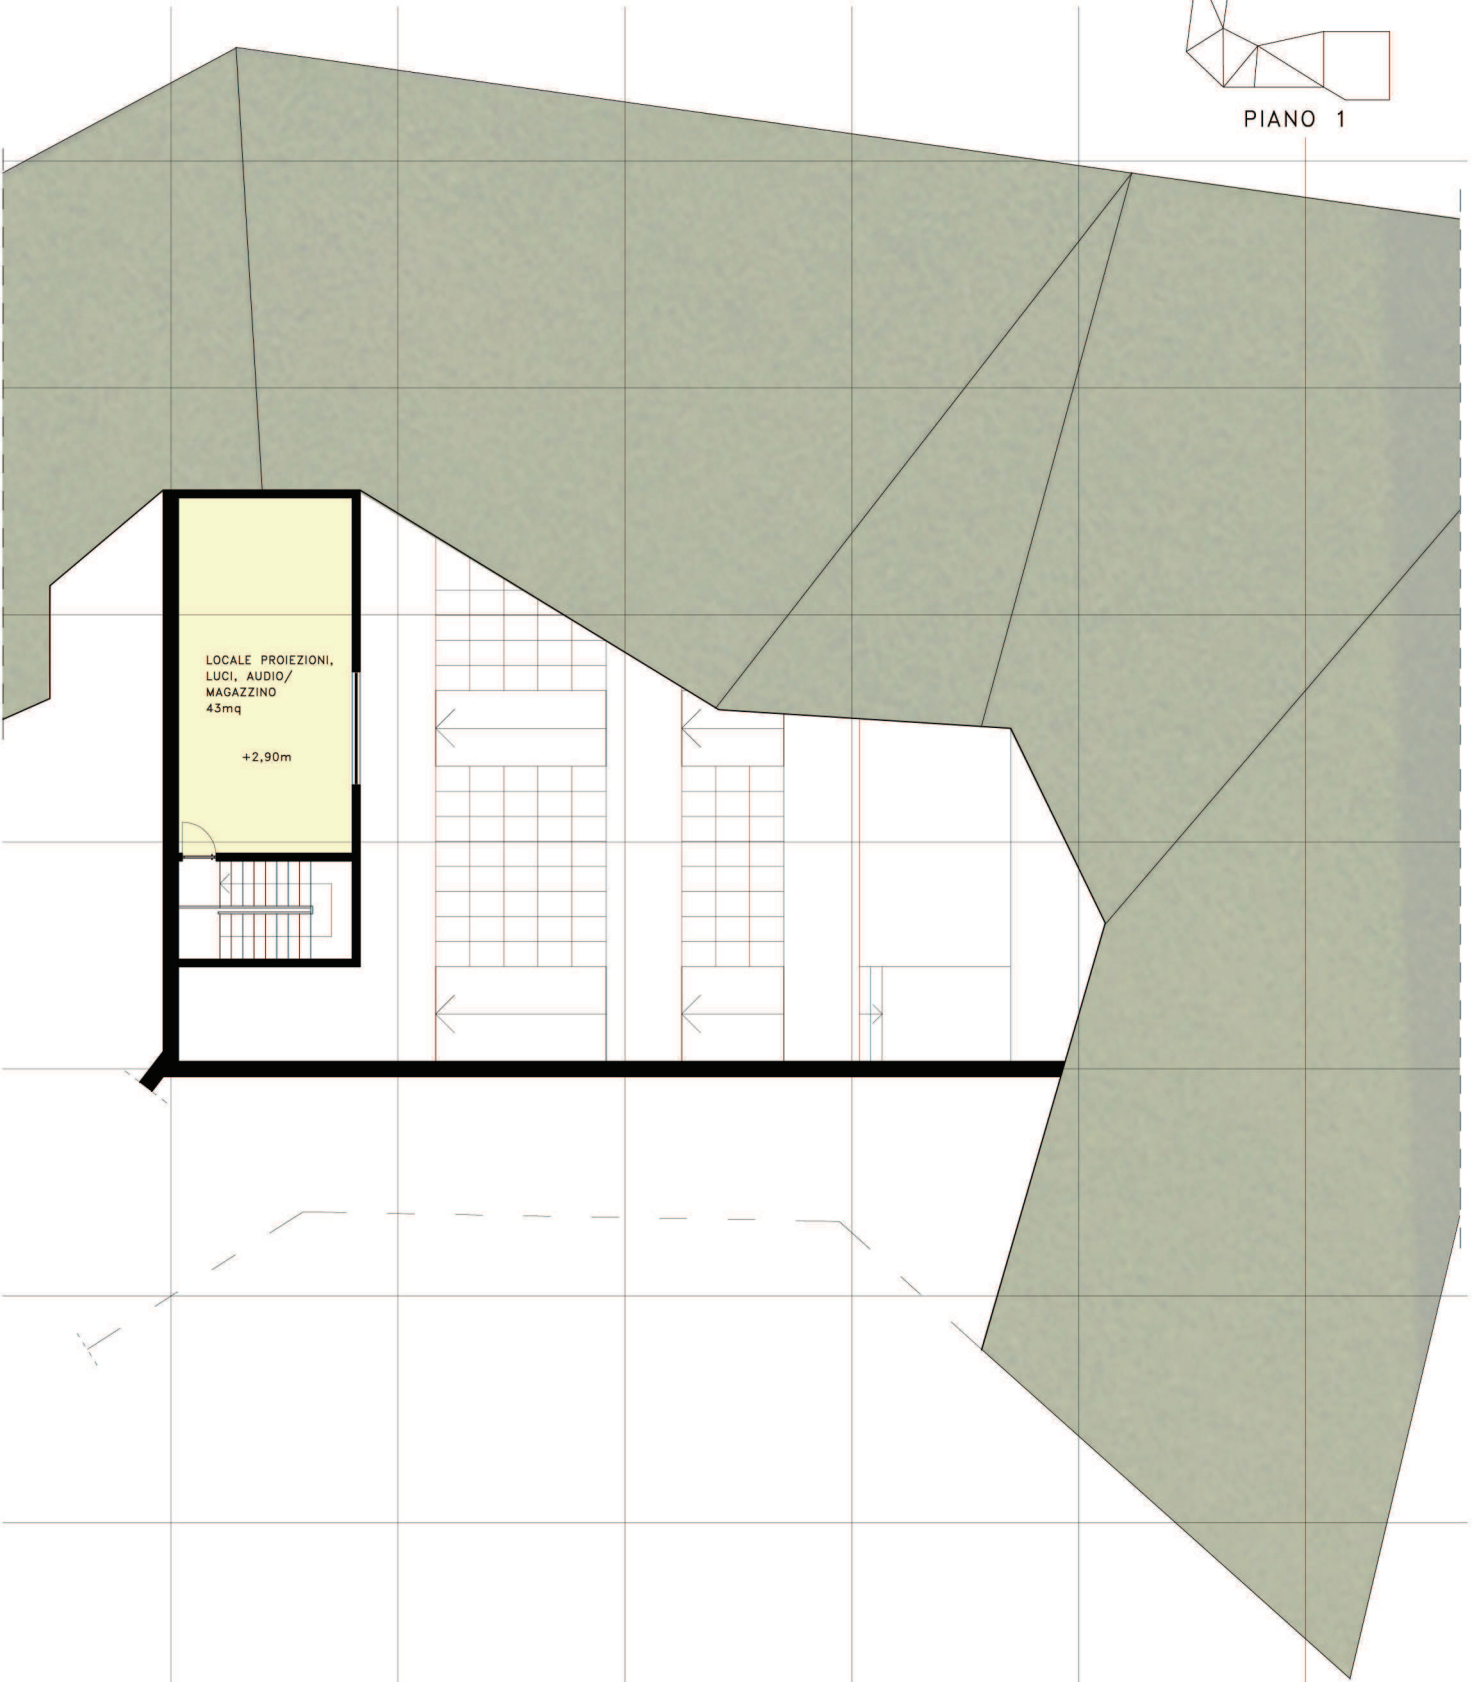 PIANO 1
LOCALE PROIEZIONI,
LUCI, AUDIO/
MAGAZZINO
43mq
+2,90m